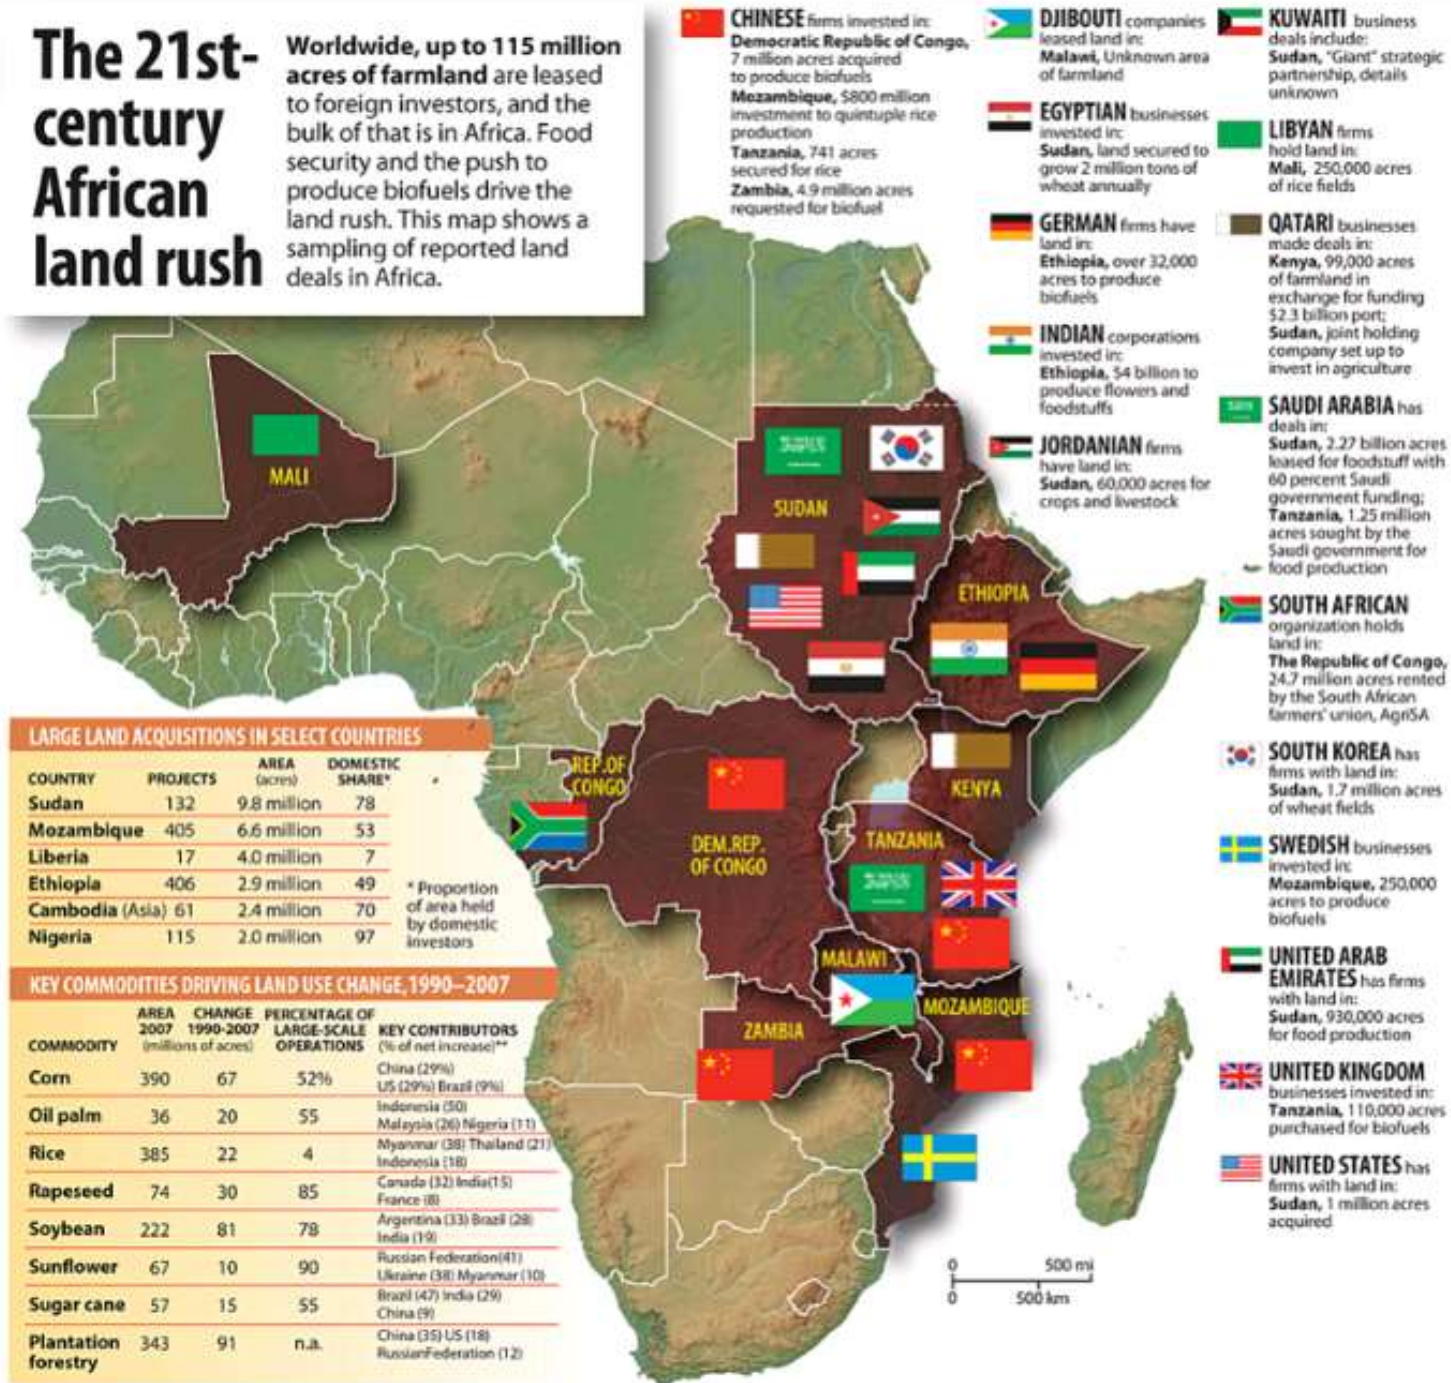 The 21st-
century
African
land rush
Worldwide, up to 115 million
acres of farmland are leased
to foreign investors, and the
bulk of that is in Africa. Food
security and the push to
produce biofuels drive the
land rush. This map shows a
sampling of reported land
deals in Africa.
CHINESE firms invested in:
Democratic Republic of Congo,
7 million acres acquired
to produce biofuels
Mozambique, $800 million
investment to quintuple rice
production
Tanzania, 741 acres
secured for rice
Zambia, 4.9 million acres
requested for biofuel
DJIBOUTI companies
leased land in:
Malawi, Unknown area
of farmland
EGYPTIAN businesses
invested in:
Sudan, land secured to
grow 2 million tons of
wheat annually
GERMAN firms have
land in:
Ethiopia, over 32,000
acres to produce
biofuels
INDIAN corporations
invested in:
Ethiopia, $4 billion to
produce flowers and
foodstuffs
JORDANIAN firms
have land in:
Sudan, 60,000 acres for
crops and livestock
KUWAITI business
deals include:
Sudan, "Giant" strategic
partnership, details
unknown
LIBYAN firms
hold land in:
Mali, 250,000 acres
of rice fields
QATARI businesses
made deals in:
Kenya, 99,000 acres
of farmland in
exchange for funding
$2.3 billion port;
Sudan, joint holding
company set up to
invest in agriculture
SAUDI ARABIA has
deals in:
Sudan, 2.27 billion acres
leased for foodstuff with
60 percent Saudi
government funding;
Tanzania, 1.25 million
acres sought by the
Saudi government for
food production
SOUTH AFRICAN
organization holds
land in:
The Republic of Congo,
24.7 million acres rented
by the South African
farmers' union, AgriSA
SOUTH KOREA has
firms with land in:
Sudan, 1.7 million acres
of wheat fields
SWEDISH businesses
invested in:
Mozambique, 250,000
acres to produce
biofuels
UNITED ARAB
EMIRATES has firms
with land in:
Sudan, 930,000 acres
for food production
UNITED KINGDOM
businesses invested in:
Tanzania, 110,000 acres
purchased for biofuels
UNITED STATES has
firms with land in:
Sudan, 1 million acres
acquired
MALI
SUDAN
ETHIOPIA
REP.OF
CONGO
DEM.REP.
OF CONGO
KENYA
TANZANIA
MALAWI
MOZAMBIQUE
ZAMBIA
LARGE LAND ACQUISITIONS IN SELECT COUNTRIES
COUNTRY PROJECTS AREA (acres) DOMESTIC SHARE*
Sudan 132 9.8 million 78
Mozambique 405 6.6 million 53
Liberia 17 4.0 million 7
Ethiopia 406 2.9 million 49
Cambodia (Asia) 61 2.4 million 70
Nigeria 115 2.0 million 97
* Proportion
of area held
by domestic
investors
KEY COMMODITIES DRIVING LAND USE CHANGE,1990–2007
COMMODITY AREA 2007 CHANGE 1990-2007 (millions of acres) PERCENTAGE OF LARGE-SCALE OPERATIONS KEY CONTRIBUTORS (% of net increase)**
Corn 390 67 52% China (29%)
US (29%) Brazil (9%)
Oil palm 36 20 55 Indonesia (50)
Malaysia (26) Nigeria (11)
Rice 385 22 4 Myanmar (38) Thailand (21)
Indonesia (18)
Rapeseed 74 30 85 Canada (32) India(15)
France (8)
Soybean 222 81 78 Argentina (33) Brazil (28)
India (19)
Sunflower 67 10 90 Russian Federation(41)
Ukraine (38) Myanmar (10)
Sugar cane 57 15 55 Brazil (47) India (29)
China (9)
Plantation forestry 343 91 n.a. China (35) US (18)
RussianFederation (12)
0 500 mi
0 500 km